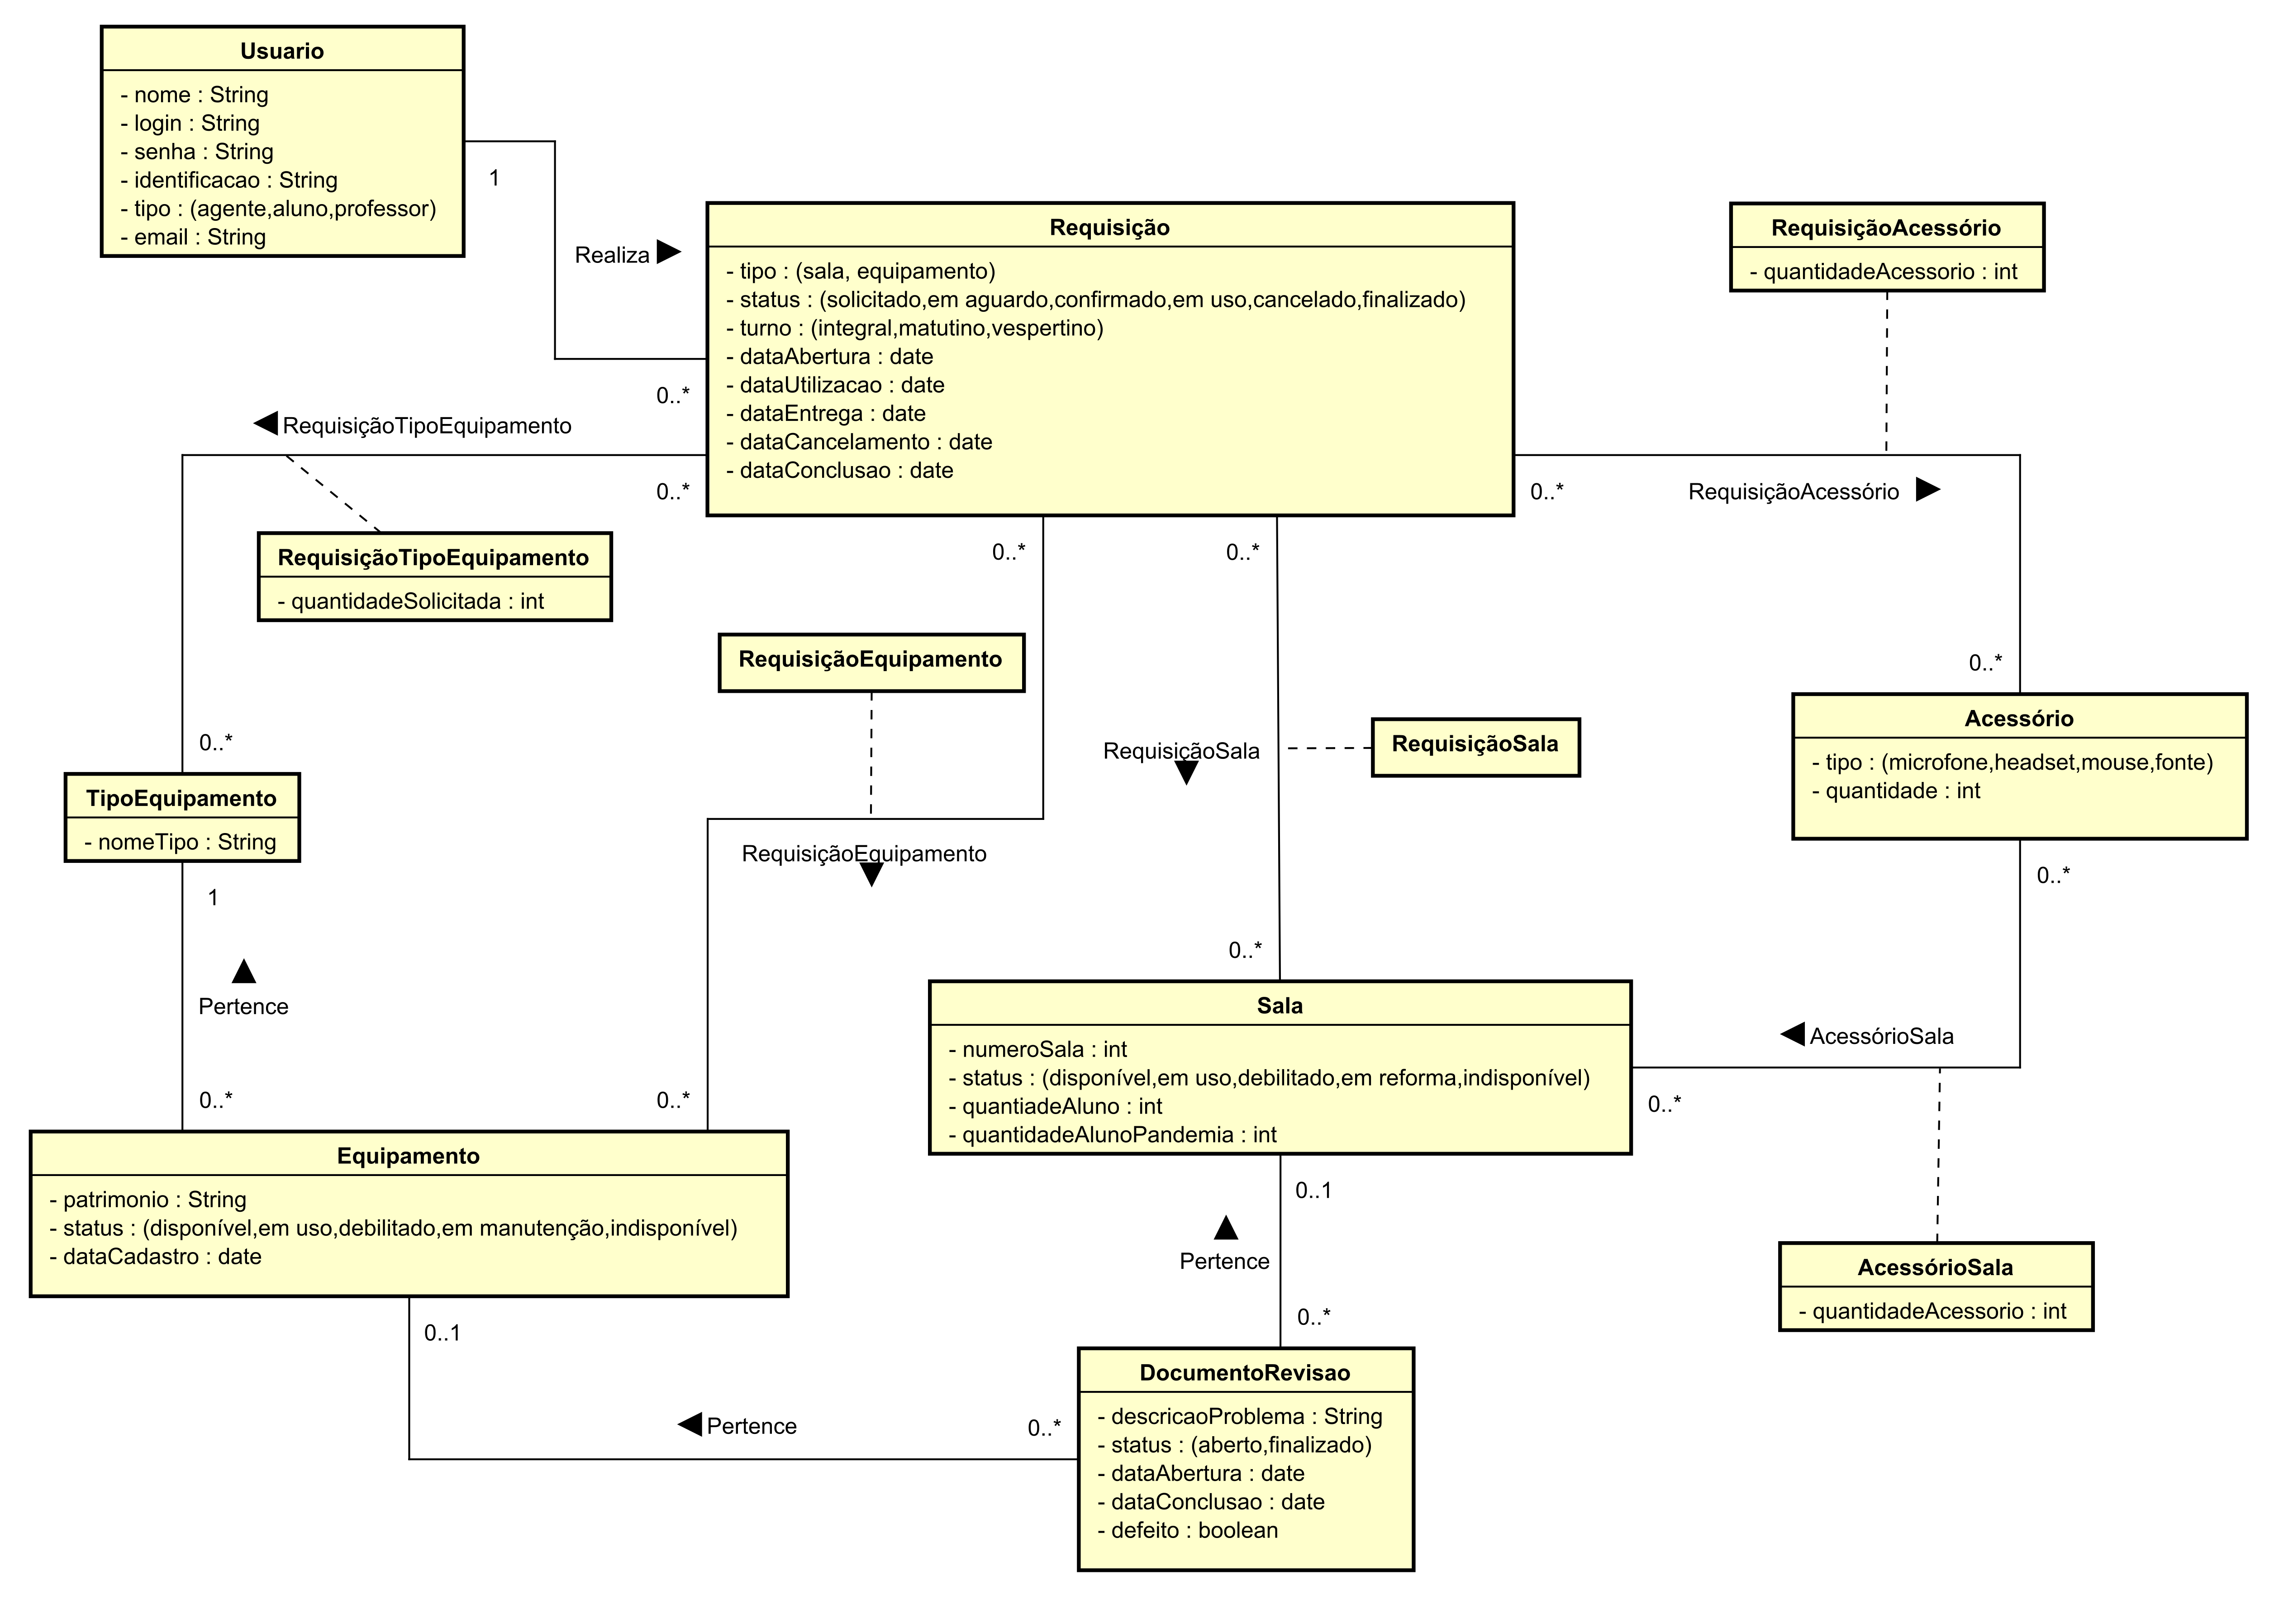 Usuario
- nome : String
- login : String
- senha : String
- identificacao : String
- tipo : (agente,aluno,professor)
- email : String
1
Realiza
0..*
Requisição
- tipo : (sala, equipamento)
- status : (solicitado,em aguardo,confirmado,em uso,cancelado,finalizado)
- turno : (integral,matutino,vespertino)
- dataAbertura : date
- dataUtilizacao : date
- dataEntrega : date
- dataCancelamento : date
- dataConclusao : date
RequisiçãoAcessório
- quantidadeAcessorio : int
RequisiçãoTipoEquipamento
0..*
0..*
RequisiçãoAcessório
RequisiçãoTipoEquipamento
- quantidadeSolicitada : int
0..*
0..*
RequisiçãoEquipamento
0..*
RequisiçãoSala
RequisiçãoSala
Acessório
- tipo : (microfone,headset,mouse,fonte)
- quantidade : int
0..*
TipoEquipamento
- nomeTipo : String
RequisiçãoEquipamento
1
0..*
0..*
Pertence
Sala
- numeroSala : int
- status : (disponível,em uso,debilitado,em reforma,indisponível)
- quantiadeAluno : int
- quantidadeAlunoPandemia : int
AcessórioSala
0..*
0..*
0..*
Equipamento
- patrimonio : String
- status : (disponível,em uso,debilitado,em manutenção,indisponível)
- dataCadastro : date
0..1
Pertence
0..*
AcessórioSala
- quantidadeAcessorio : int
0..1
Pertence
0..*
DocumentoRevisao
- descricaoProblema : String
- status : (aberto,finalizado)
- dataAbertura : date
- dataConclusao : date
- defeito : boolean